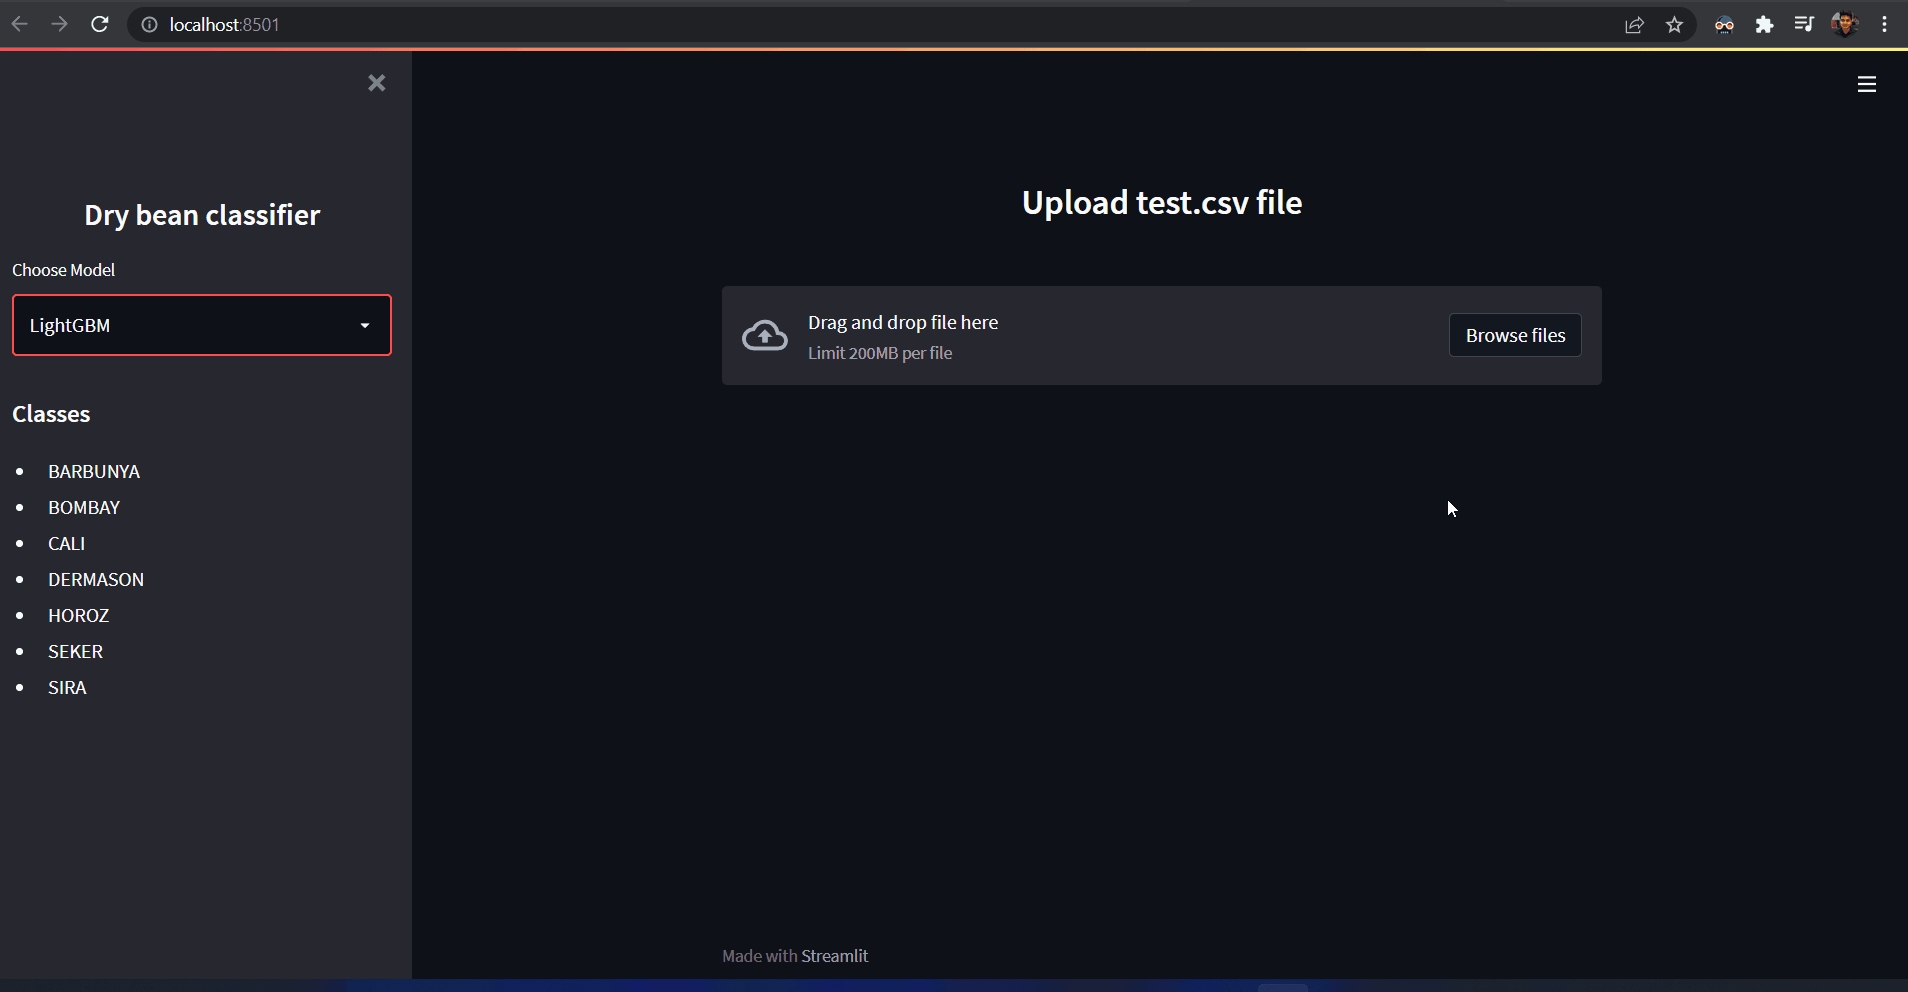 localhost:8501
Dry bean classifier
Choose Model
LightGBM
Classes
BARBUNYA
BOMBAY
CALI
DERMASON
HOROZ
SEKER
SIRA
Upload test.csv file
Drag and drop file here
Limit 200MB per file
Browse files
Made with Streamlit